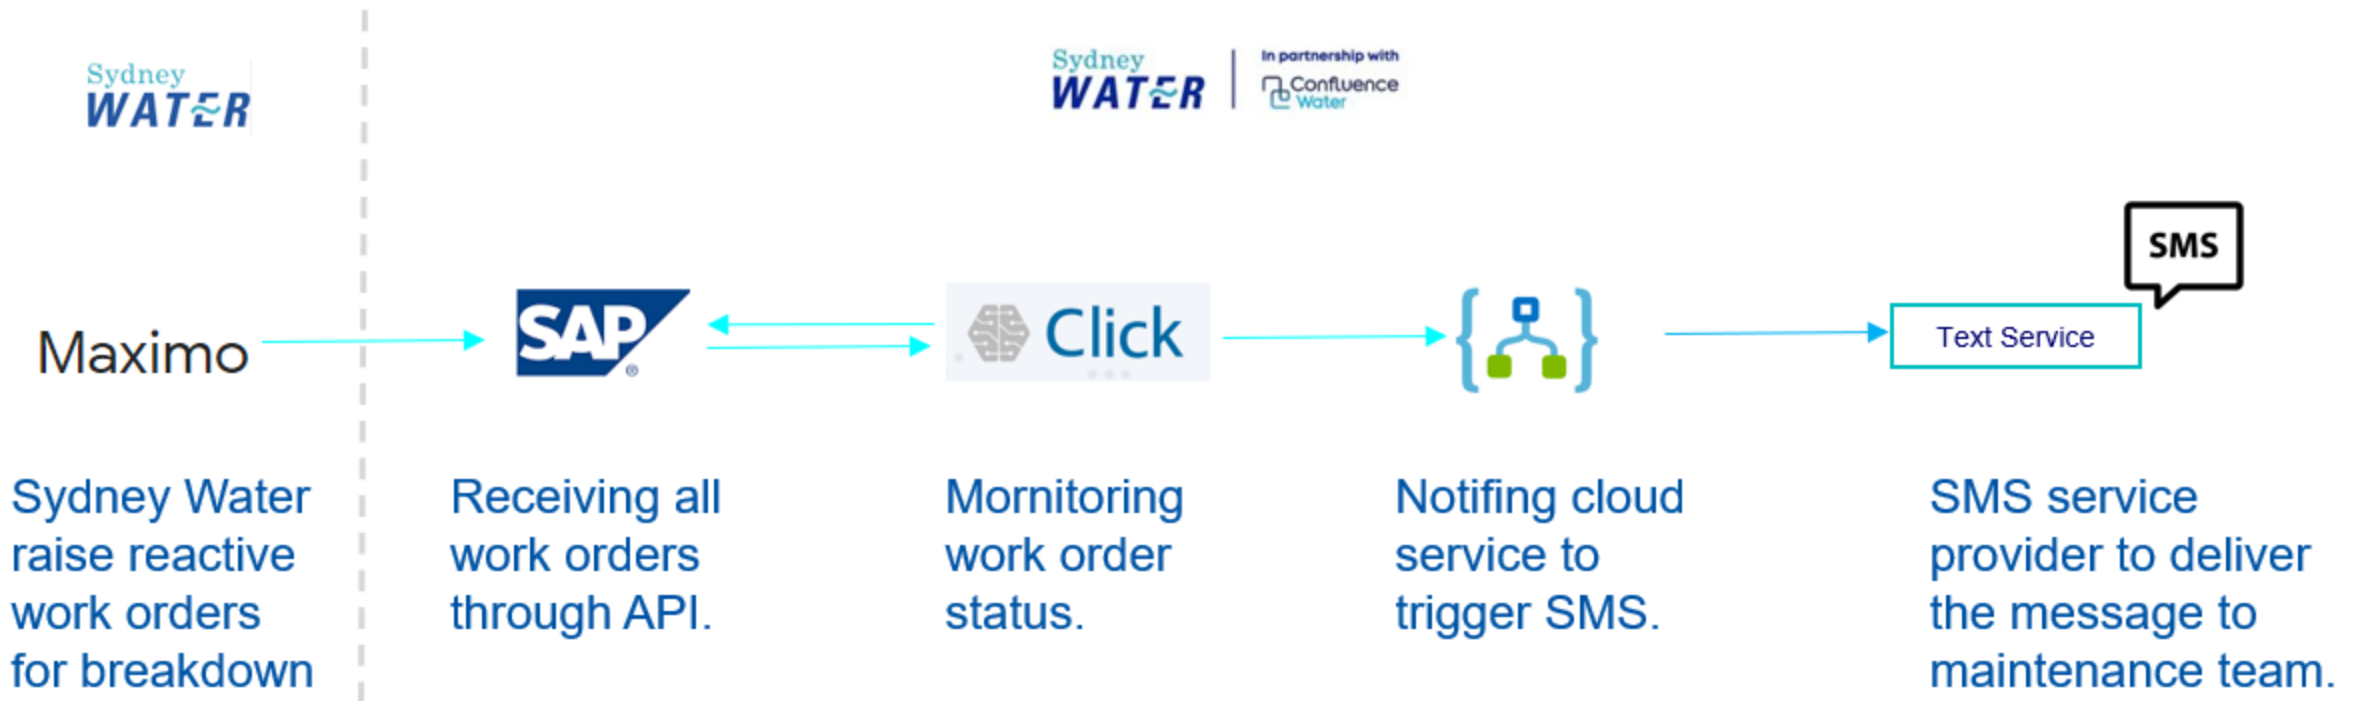 Sydney
WATER
Sydney
WATER
In partnership with
Confluence
Water
SMS
Maximo
SAP
®
Click
Text Service
Sydney Water
raise reactive
work orders
for breakdown
Receiving all
work orders
through API.
Mornitoring
work order
status.
Notifing cloud
service to
trigger SMS.
SMS service
provider to deliver
the message to
maintenance team.